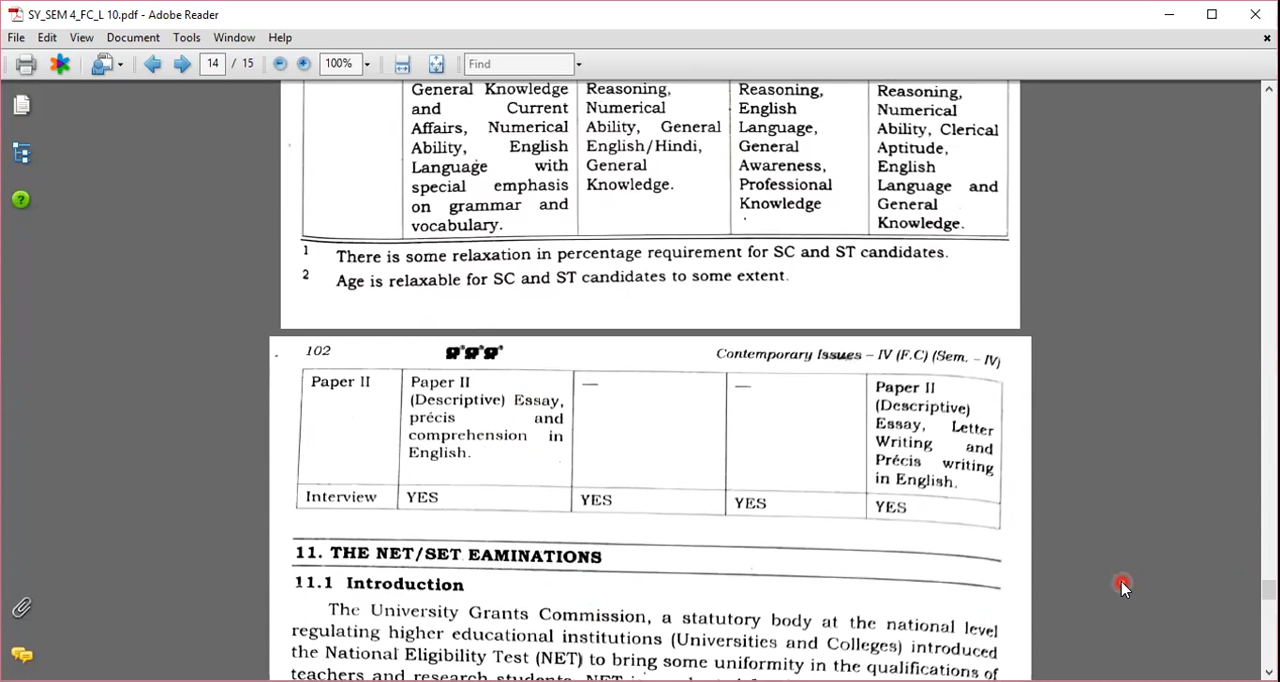 SY_SEM 4_FC_L 10.pdf - Adobe Reader
File Edit View Document Tools Window Help
14 / 15 100% Find
General Knowledge and Current Affairs, Numerical Ability, English Language with special emphasis on grammar and vocabulary.
Reasoning, Numerical Ability, General English/Hindi, General Knowledge.
Reasoning, English Language, General Awareness, Professional Knowledge
Reasoning, Numerical Ability, Clerical Aptitude, English Language and General Knowledge.
1 There is some relaxation in percentage requirement for SC and ST candidates.
2 Age is relaxable for SC and ST candidates to some extent.
102 Contemporary Issues – IV (F.C) (Sem. – IV)
Paper II
Paper II
(Descriptive) Essay,
précis and
comprehension in
English.
—
—
Paper II
(Descriptive)
Essay, Letter
Writing and
Précis writing
in English.
Interview YES YES YES YES
11. THE NET/SET EAMINATIONS
11.1 Introduction
The University Grants Commission, a statutory body at the national level
regulating higher educational institutions (Universities and Colleges) introduced
the National Eligibility Test (NET) to bring some uniformity in the qualifications of
teachers and research students. NET